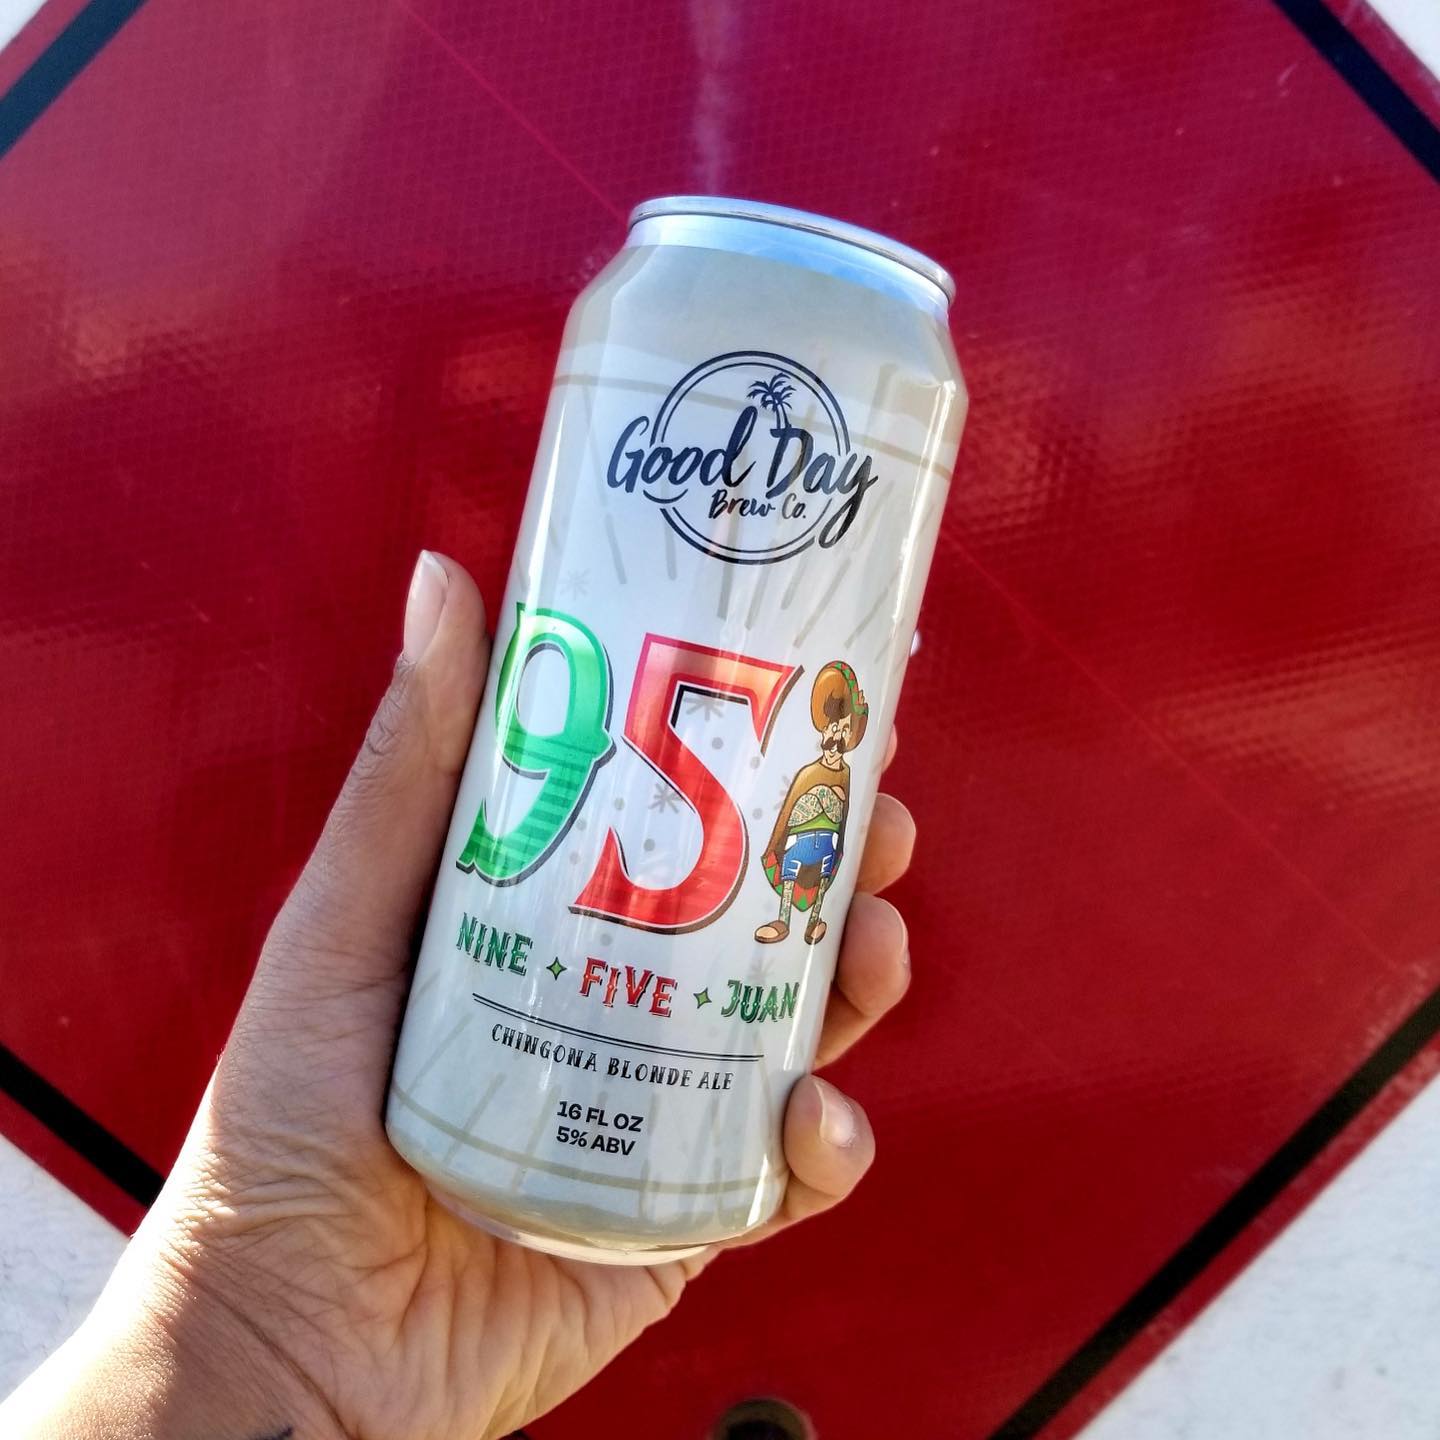 Good Day
Brew Co.
95
NINE ✦ FIVE ✦ JUAN
CHINGONA BLONDE ALE
16 FL OZ
5% ABV